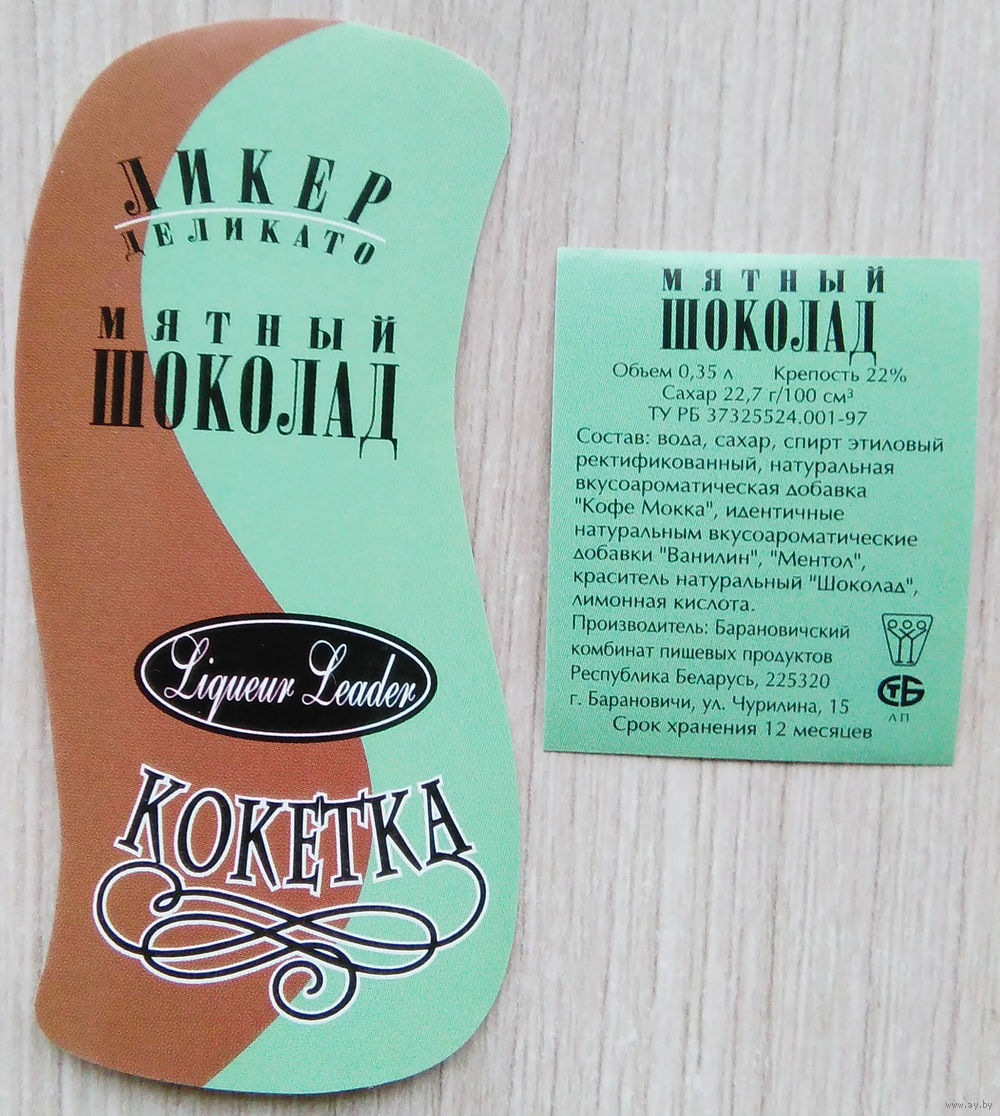 ЛИКЕР
ДЕЛИКАТО
МЯТНЫЙ
ШОКОЛАД
Liqueur Leader
КОКЕТКА
МЯТНЫЙ
ШОКОЛАД
Объем 0,35 л Крепость 22%
Сахар 22,7 г/100 см³
ТУ РБ 37325524.001-97
Состав: вода, сахар, спирт этиловый
ректификованный, натуральная
вкусоароматическая добавка
"Кофе Мокка", идентичные
натуральным вкусоароматические
добавки "Ванилин", "Ментол",
краситель натуральный "Шоколад",
лимонная кислота.
Производитель: Барановичский
комбинат пищевых продуктов
Республика Беларусь, 225320
г. Барановичи, ул. Чурилина, 15
Срок хранения 12 месяцев
СТБ
ЛП
www.ay.by